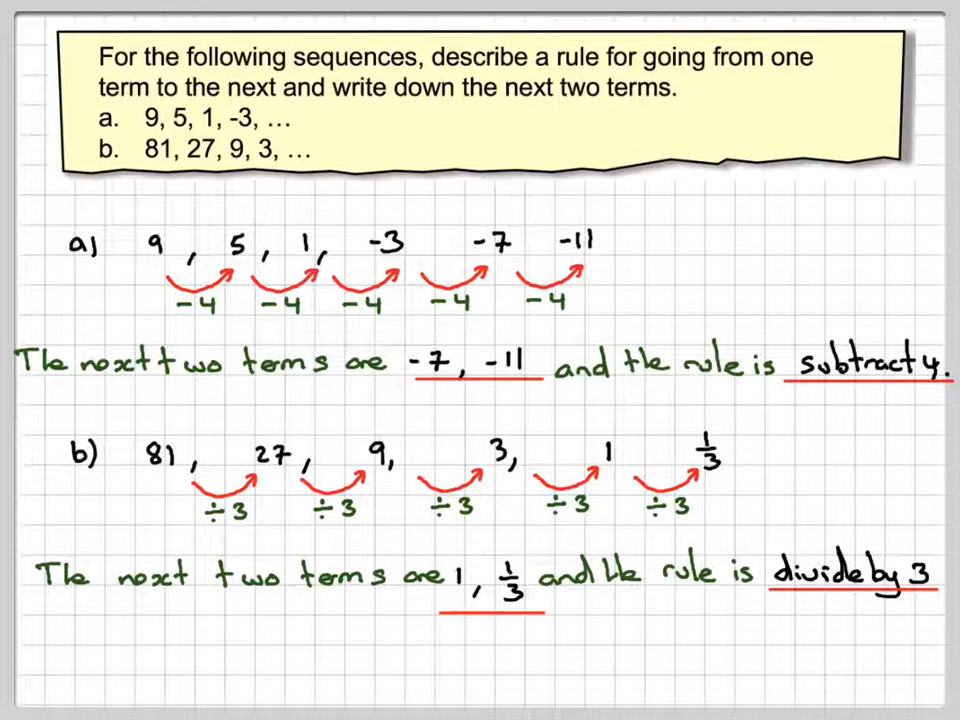 For the following sequences, describe a rule for going from one
term to the next and write down the next two terms.
a. 9, 5, 1, -3, …
b. 81, 27, 9, 3, …
a) 9 , 5 , 1 , -3 -7 -11
-4 -4 -4 -4 -4
The next two terms are -7, -11 and the rule is subtract 4.
b) 81, 27, 9, 3, 1 1/3
÷3 ÷3 ÷3 ÷3 ÷3
The next two terms are 1, 1/3 and the rule is divide by 3